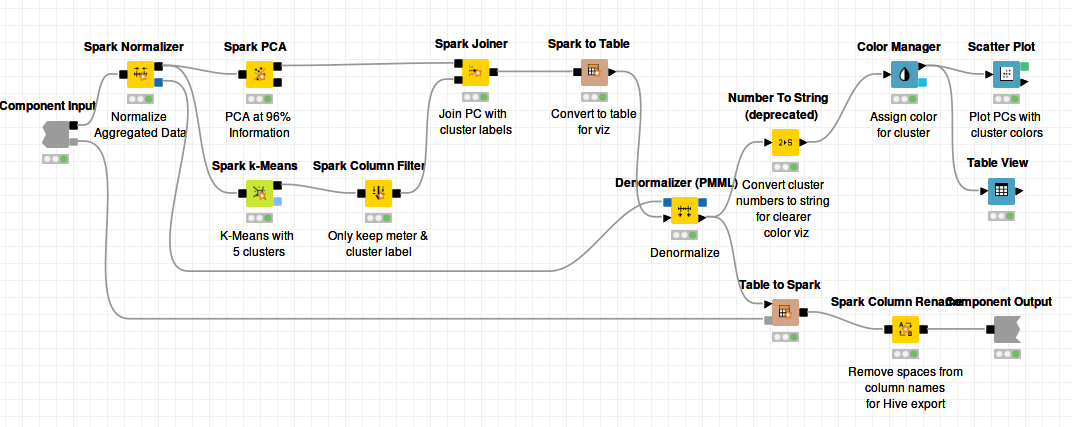 Component Input
Spark Normalizer
Normalize
Aggregated Data
Spark PCA
PCA at 96%
Information
Spark k-Means
K-Means with
5 clusters
Spark Column Filter
Only keep meter &
cluster label
Spark Joiner
Join PC with
cluster labels
Spark to Table
Convert to table
for viz
Denormalizer (PMML)
Denormalize
Number To String
(deprecated)
2▸S
Convert cluster
numbers to string
for clearer
color viz
Color Manager
Assign color
for cluster
Scatter Plot
Plot PCs with
cluster colors
Table View
Table to Spark
Spark Column Rename
Remove spaces from
column names
for Hive export
Component Output